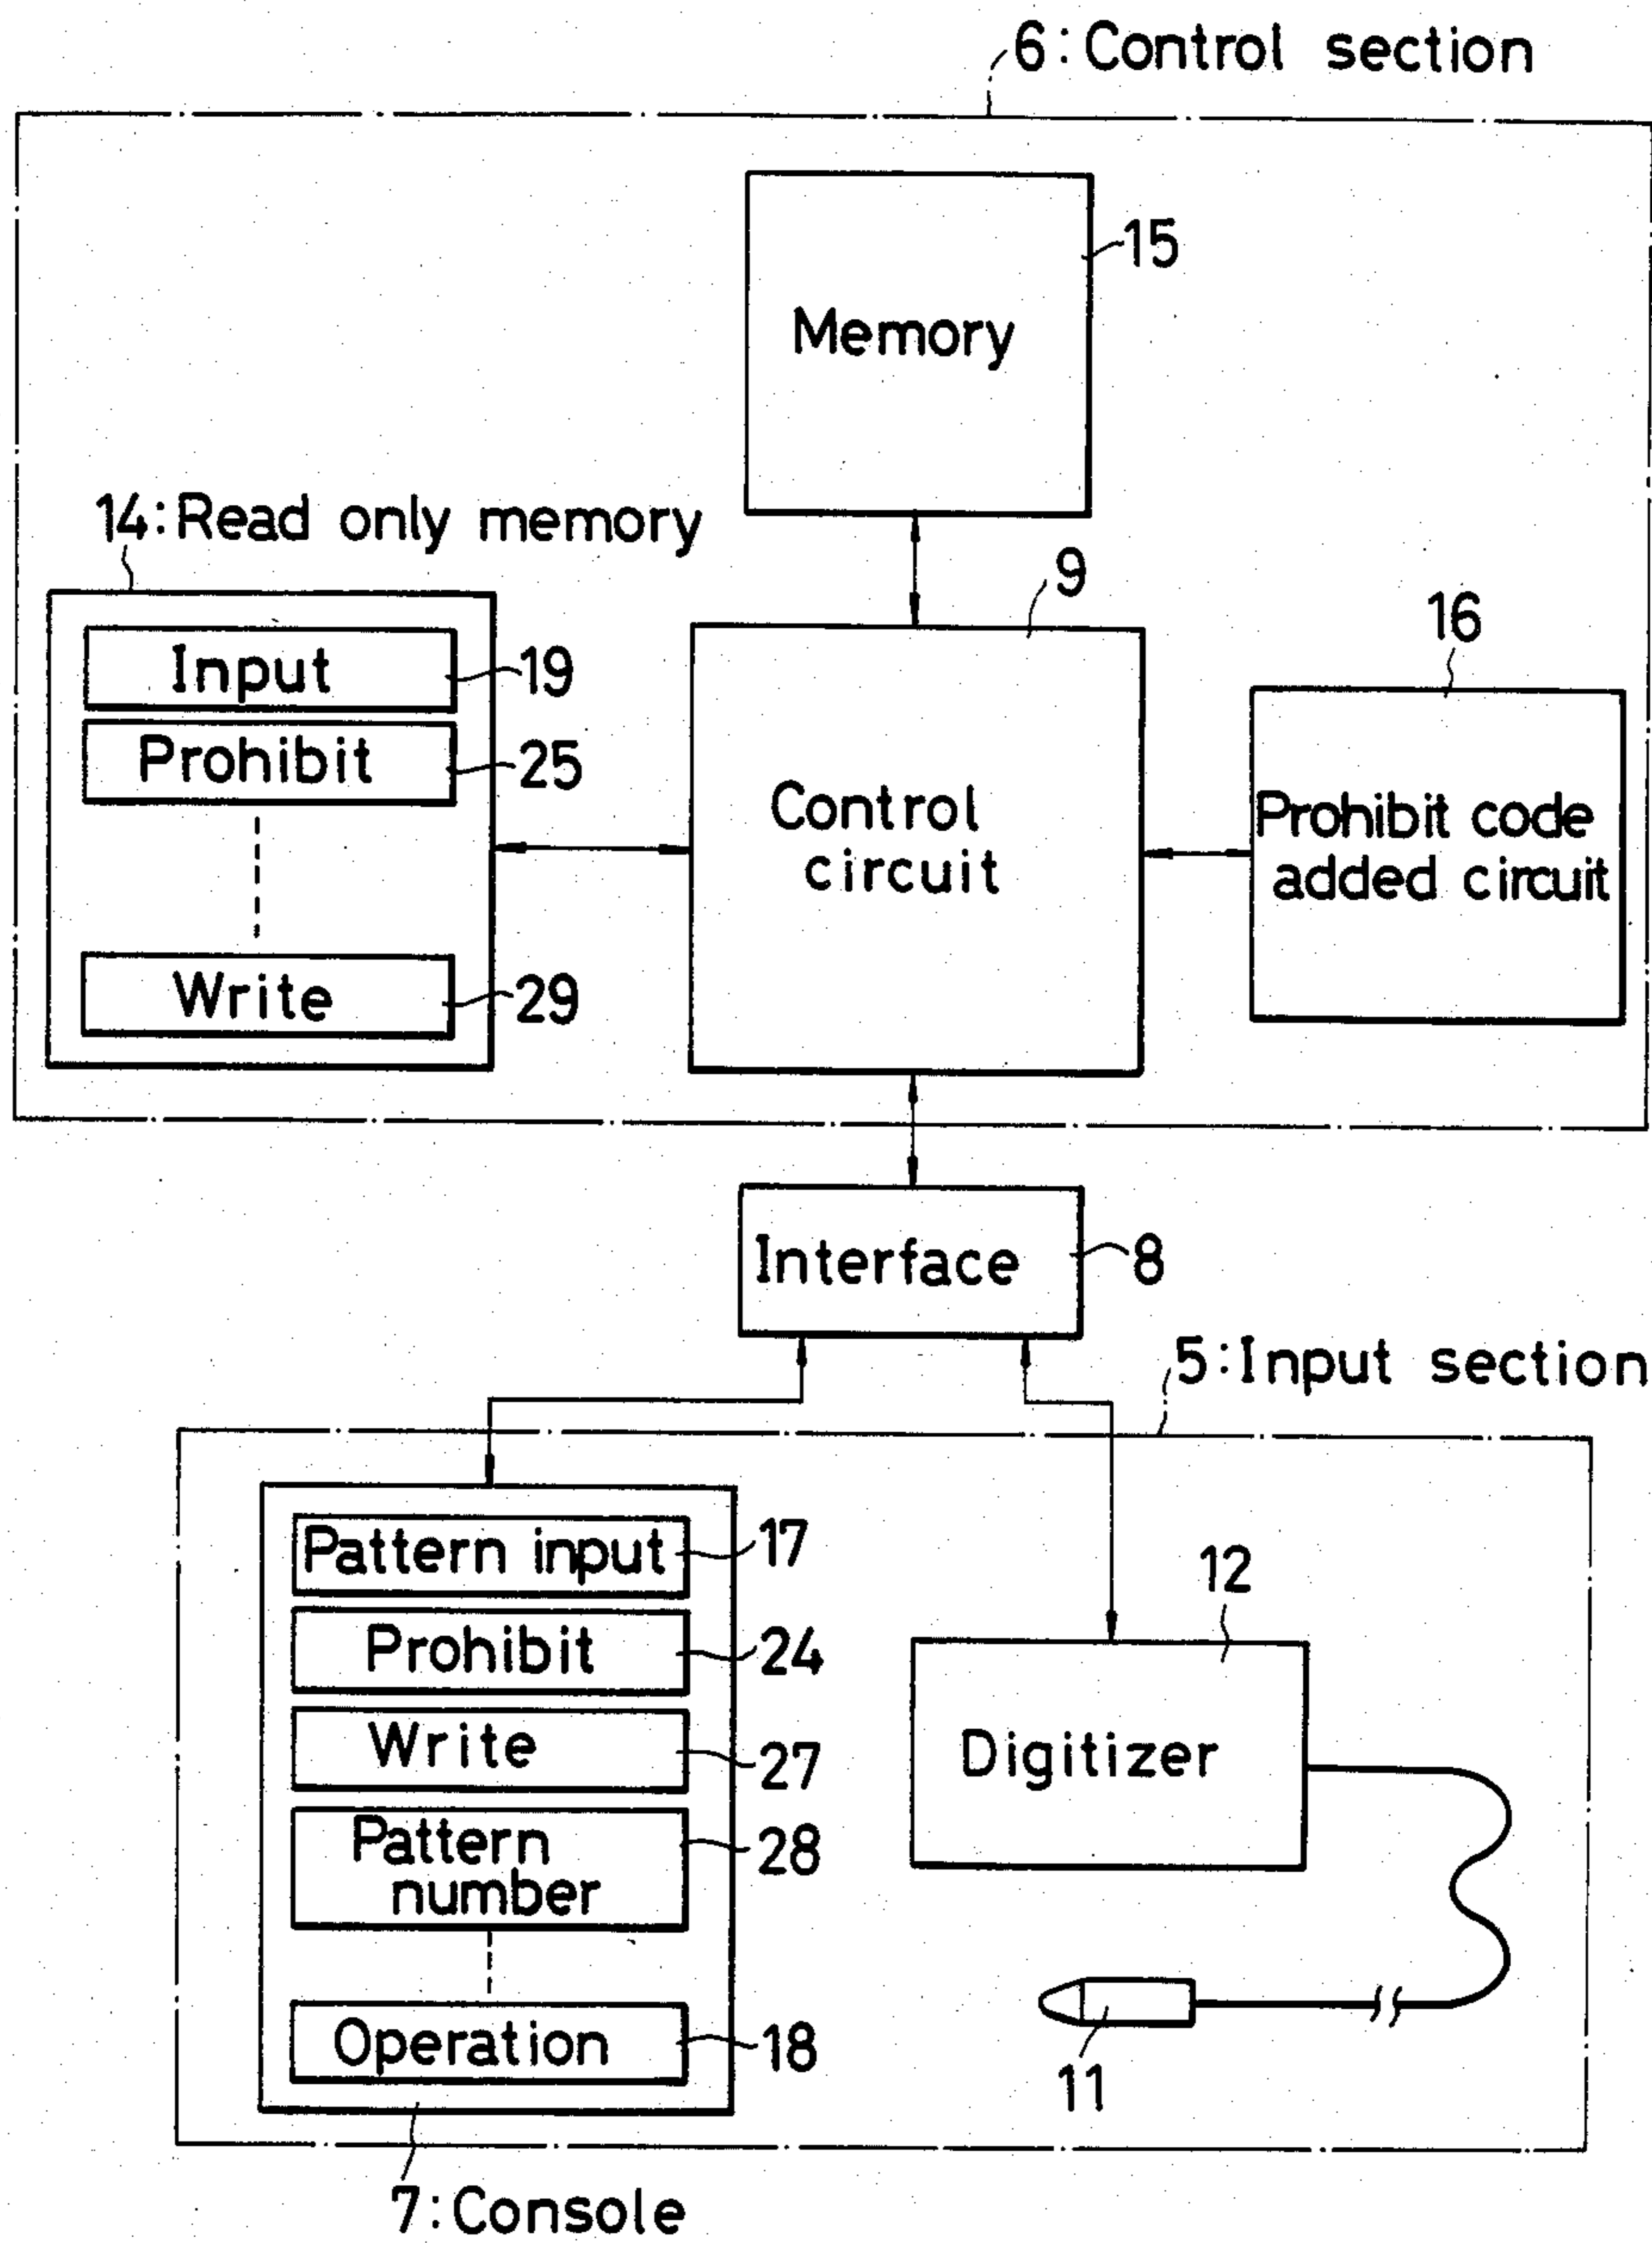 6:Control section
Memory
15
14:Read only memory
9
16
Input
19
Prohibit
25
Control
circuit
Prohibit code
added circuit
Write
29
Interface
8
5:Input section
Pattern input
17
12
Prohibit
24
Write
27
Digitizer
Pattern
number
28
Operation
18
11
7:Console